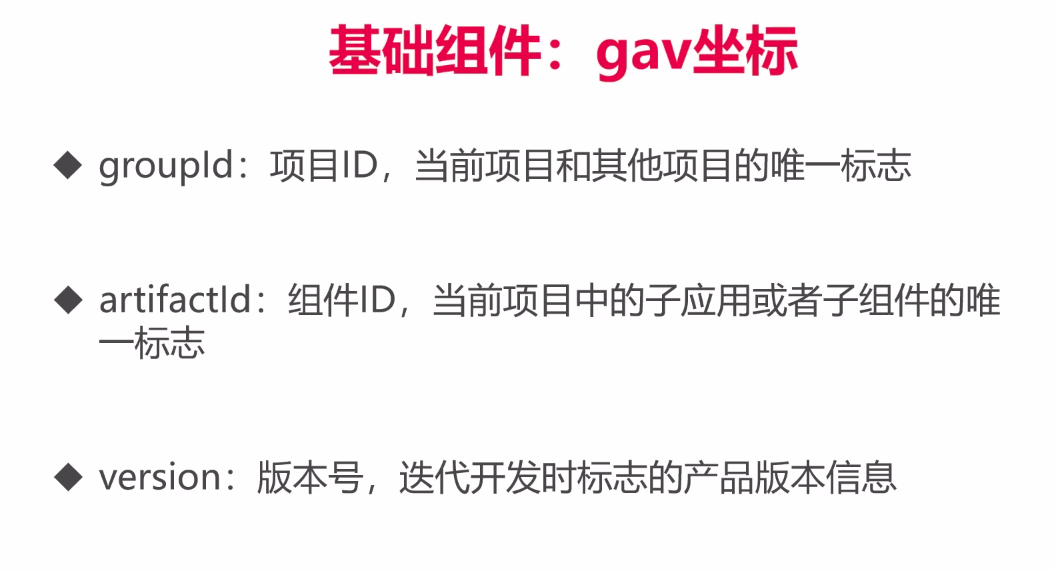 基础组件：gav坐标
◆ groupId：项目ID，当前项目和其他项目的唯一标志
◆ artifactId：组件ID，当前项目中的子应用或者子组件的唯
一标志
◆ version：版本号，迭代开发时标志的产品版本信息